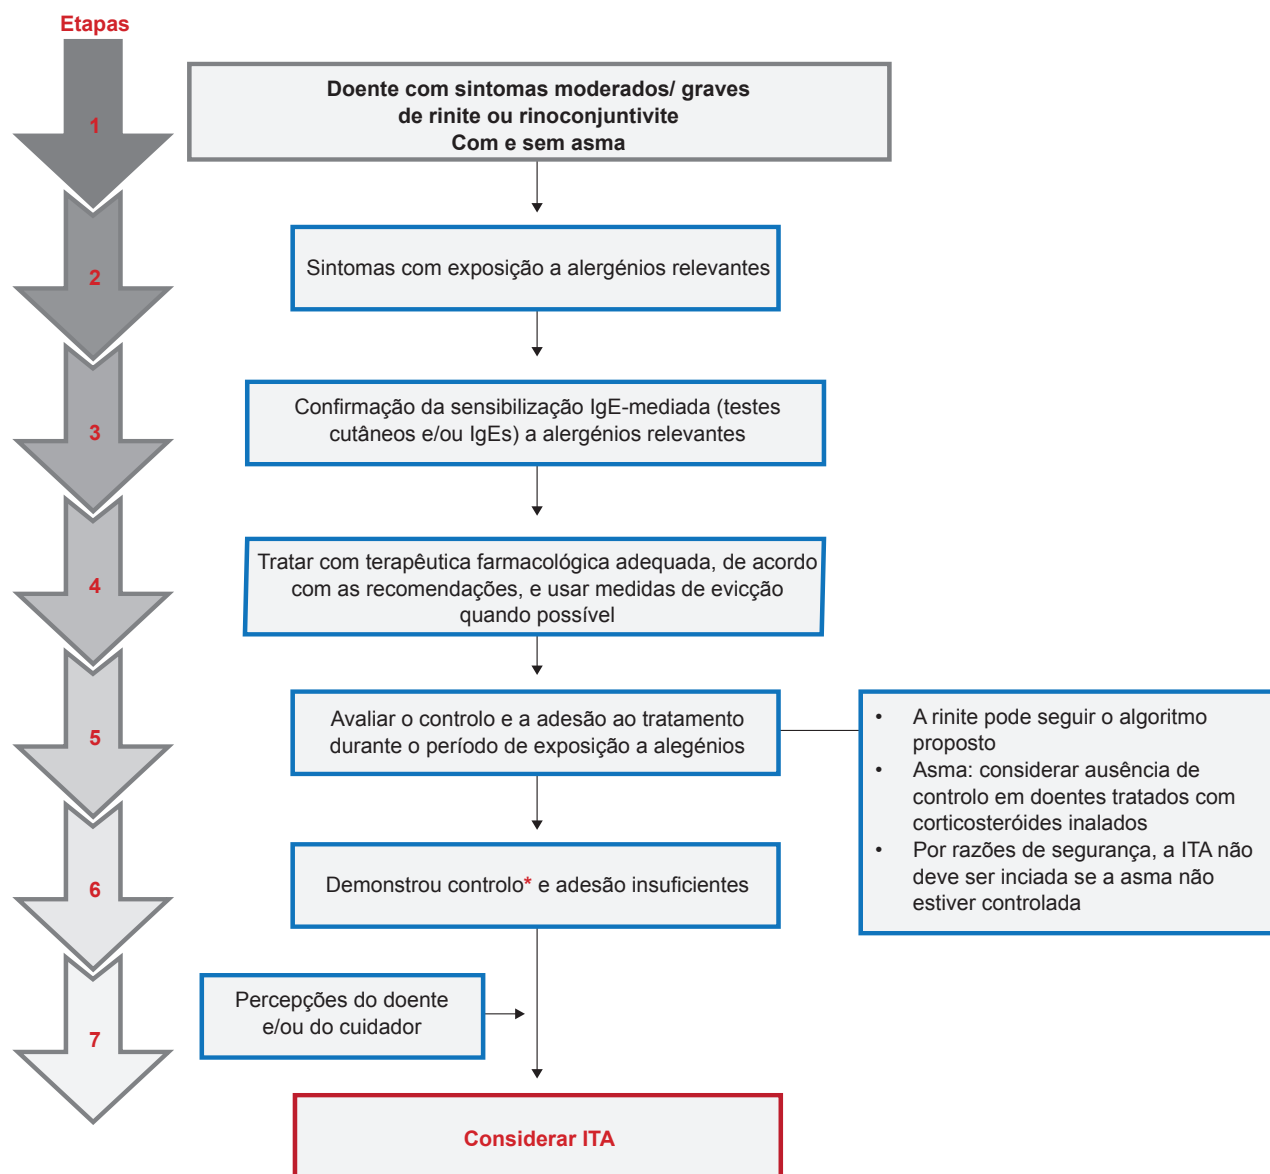 Etapas
1
Doente com sintomas moderados/ graves
de rinite ou rinoconjuntivite
Com e sem asma
2
Sintomas com exposição a alergénios relevantes
3
Confirmação da sensibilização IgE-mediada (testes
cutâneos e/ou IgEs) a alergénios relevantes
4
Tratar com terapêutica farmacológica adequada, de acordo
com as recomendações, e usar medidas de evicção
quando possível
5
Avaliar o controlo e a adesão ao tratamento
durante o período de exposição a alegénios
• A rinite pode seguir o algoritmo
proposto
• Asma: considerar ausência de
controlo em doentes tratados com
corticosteróides inalados
• Por razões de segurança, a ITA não
deve ser inciada se a asma não
estiver controlada
6
Demonstrou controlo* e adesão insuficientes
7
Percepções do doente
e/ou do cuidador
Considerar ITA